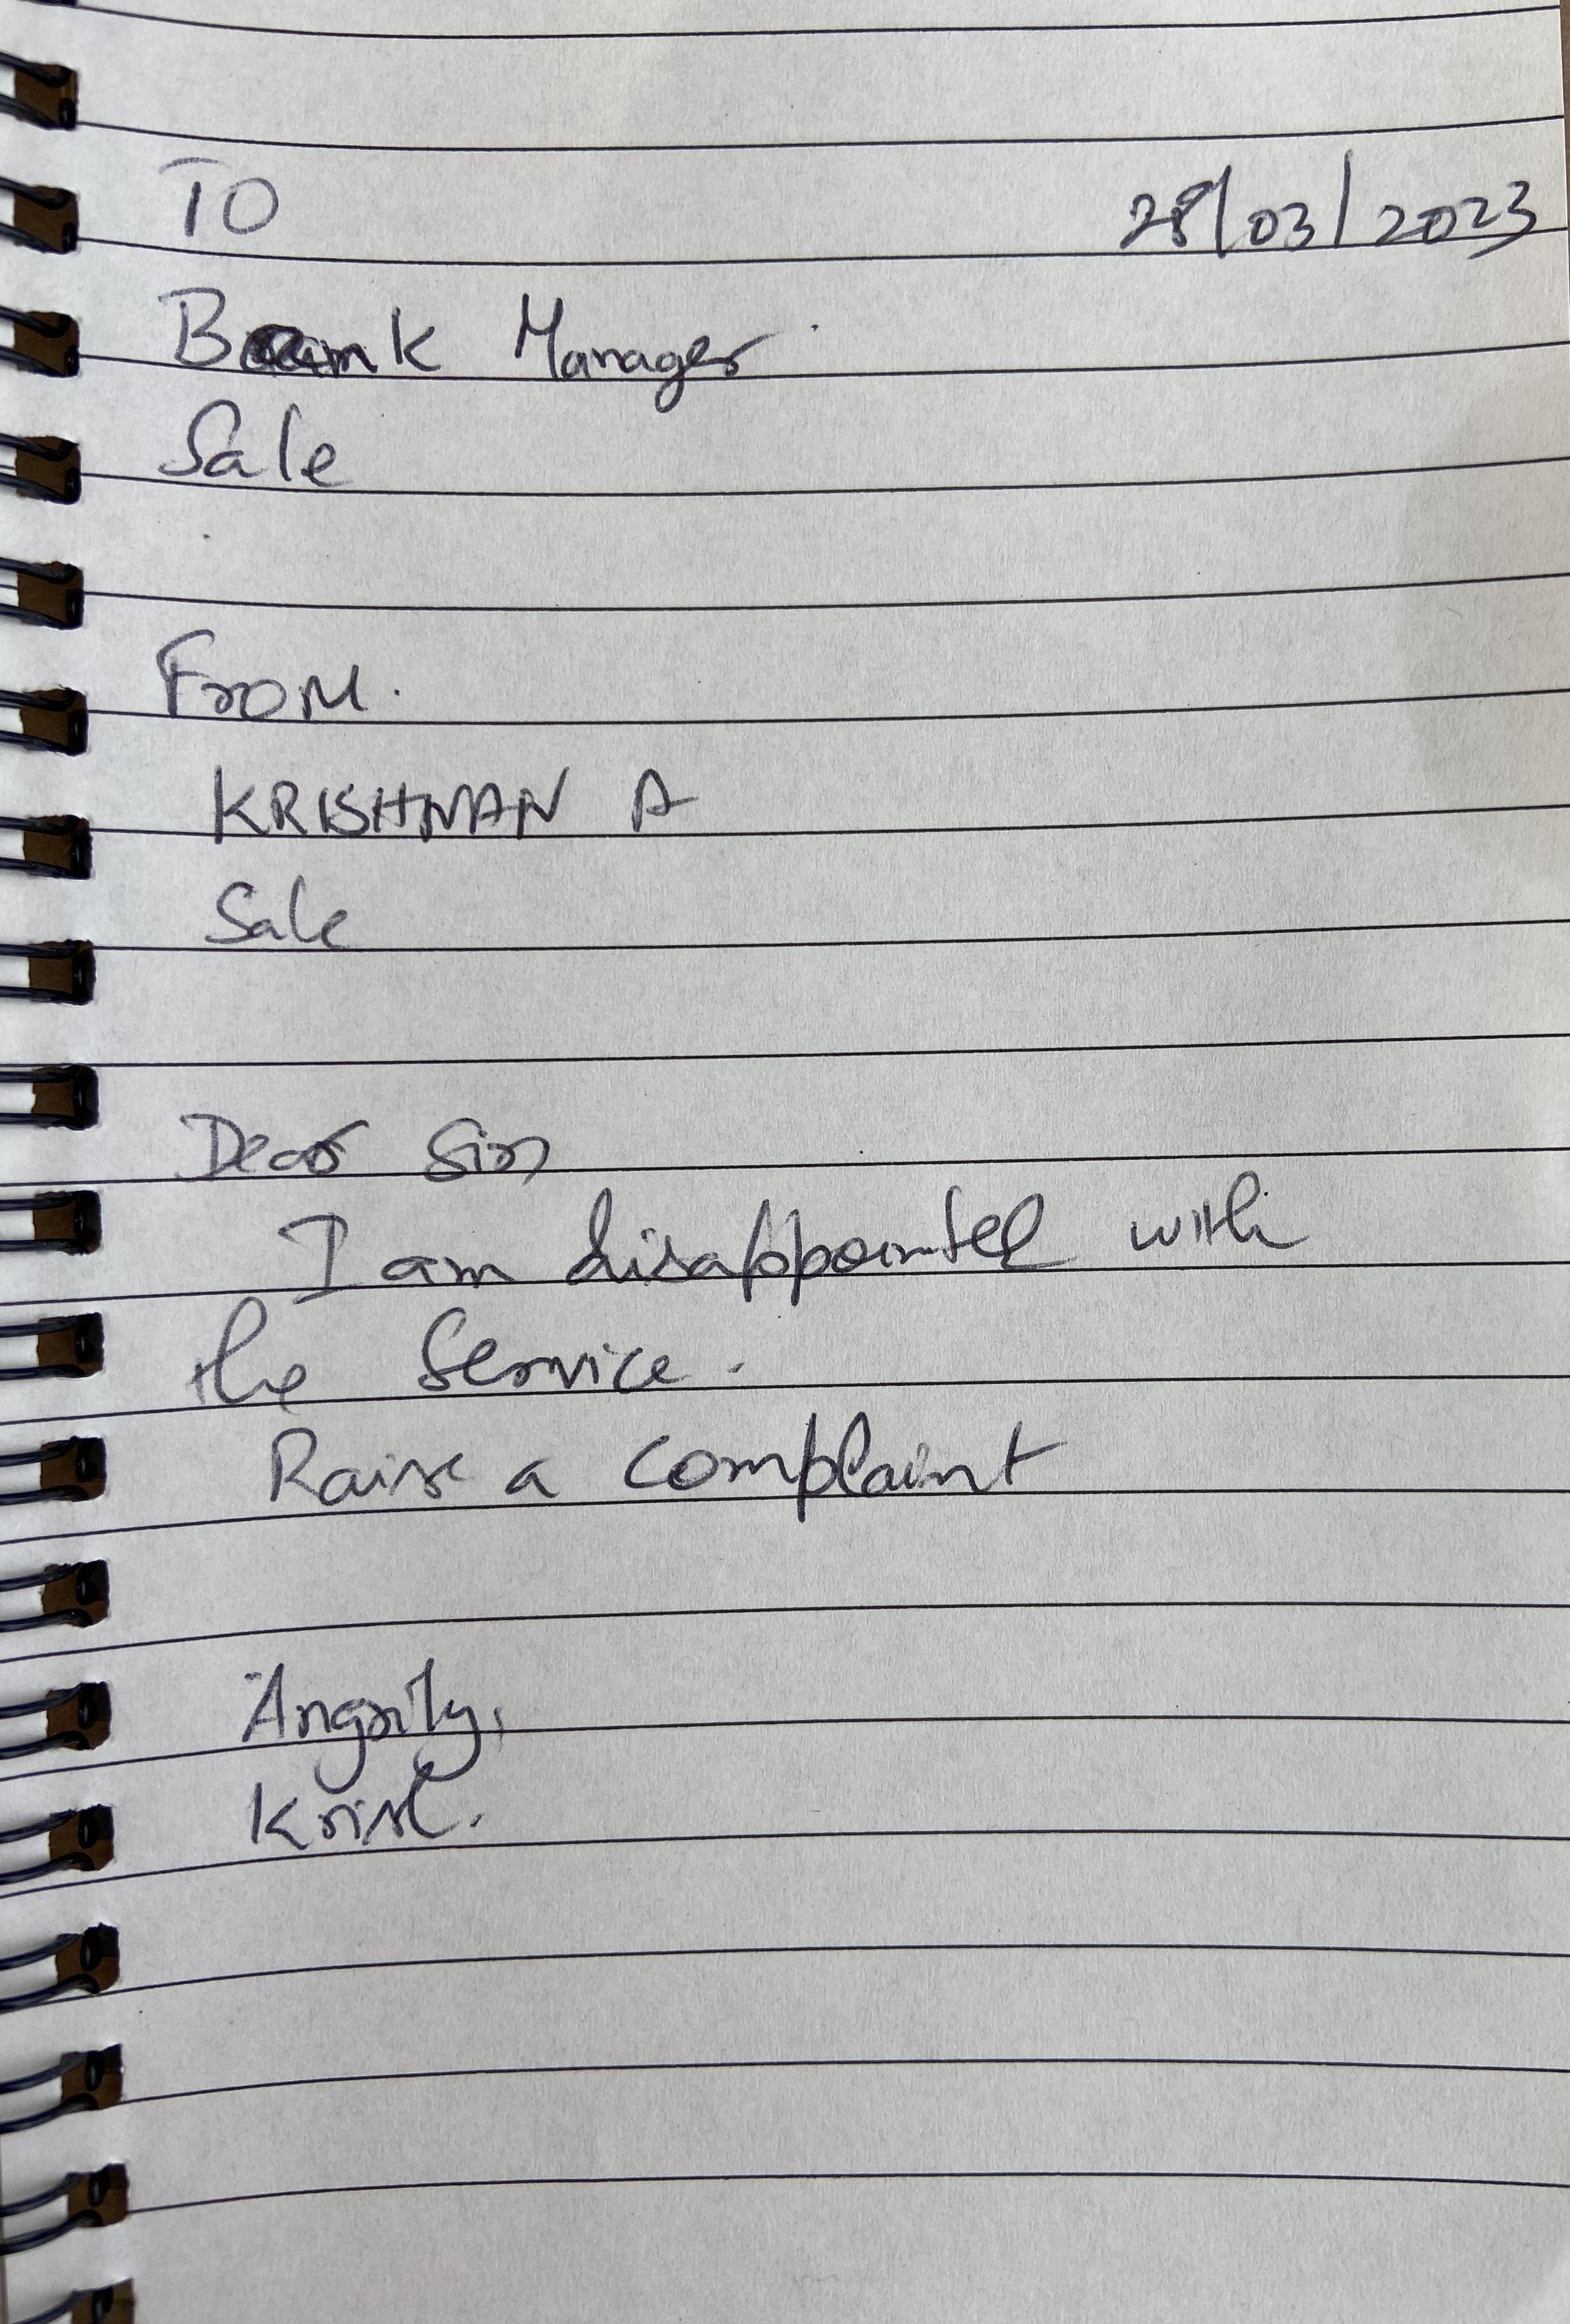 TO 28/03/2023
Bank Manager.
Sale
From.
KRISHNAN A
Sale
Dear Sir
I am disappointed with
the Service.
Raise a complaint
Angrily,
Krish.